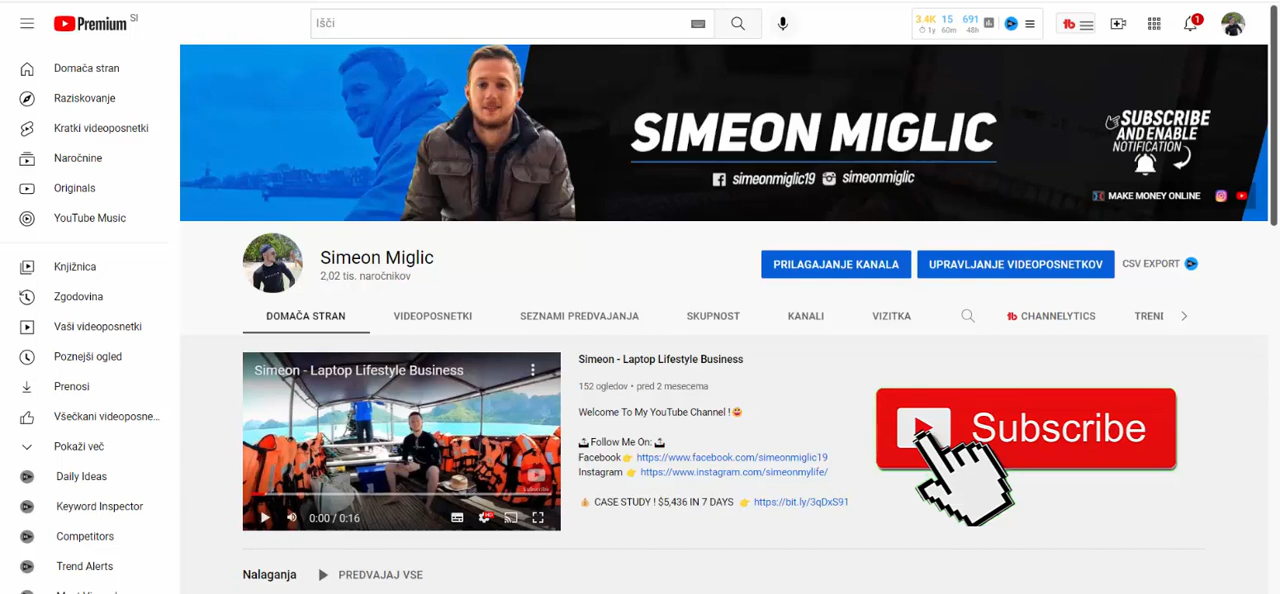 Premium SI
Išči
3.4K 15 691
1y 60m 48h
1
Domača stran
Raziskovanje
Kratki videoposnetki
Naročnine
Originals
YouTube Music
Knjižnica
Zgodovina
Vaši videoposnetki
Poznejši ogled
Prenosi
Všečkani videoposne...
Pokaži več
Daily Ideas
Keyword Inspector
Competitors
Trend Alerts
SIMEON MIGLIC
simeonmiglic19 simeonmiglic
SUBSCRIBE
AND ENABLE
NOTIFICATION
MAKE MONEY ONLINE
Simeon Miglic
2,02 tis. naročnikov
PRILAGAJANJE KANALA
UPRAVLJANJE VIDEOPOSNETKOV
CSV EXPORT
DOMAČA STRAN
VIDEOPOSNETKI
SEZNAMI PREDVAJANJA
SKUPNOST
KANALI
VIZITKA
CHANNELYTICS
TREND
Simeon - Laptop Lifestyle Business
0:00 / 0:16
Simeon - Laptop Lifestyle Business
152 ogledov • pred 2 mesecema
Welcome To My YouTube Channel !😀
Follow Me On:
Facebook👉 https://www.facebook.com/simeonmiglic19
Instagram 👉 https://www.instagram.com/simeonmylife/
💰 CASE STUDY ! $5,436 IN 7 DAYS 👉 https://bit.ly/3qDxS91
Subscribe
Nalaganja
PREDVAJAJ VSE